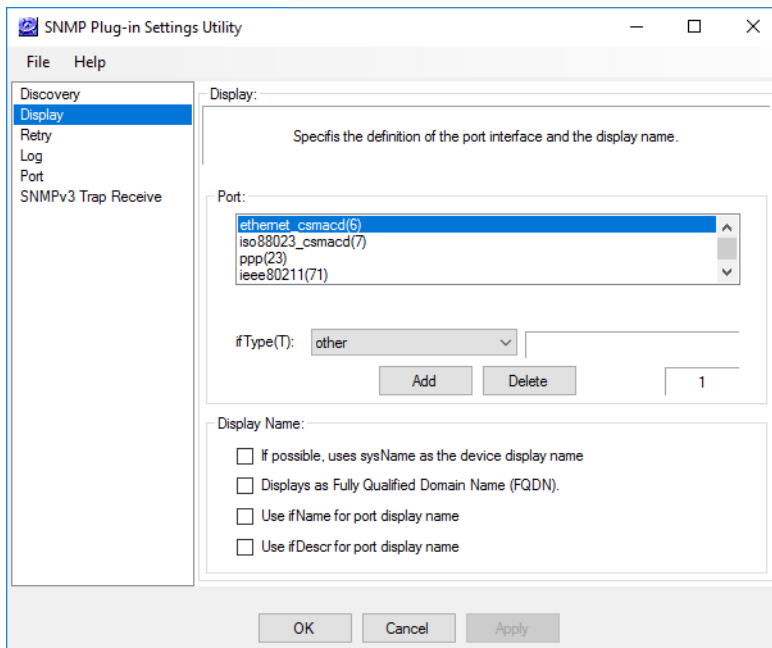 SNMP Plug-in Settings Utility
File Help
Discovery
Display
Retry
Log
Port
SNMPv3 Trap Receive
Display:
Specifis the definition of the port interface and the display name.
Port:
ethernet_csmacd(6)
iso88023_csmacd(7)
ppp(23)
ieee80211(71)
ifType(T): other
Add Delete 1
Display Name:
If possible, uses sysName as the device display name
Displays as Fully Qualified Domain Name (FQDN).
Use ifName for port display name
Use ifDescr for port display name
OK Cancel Apply